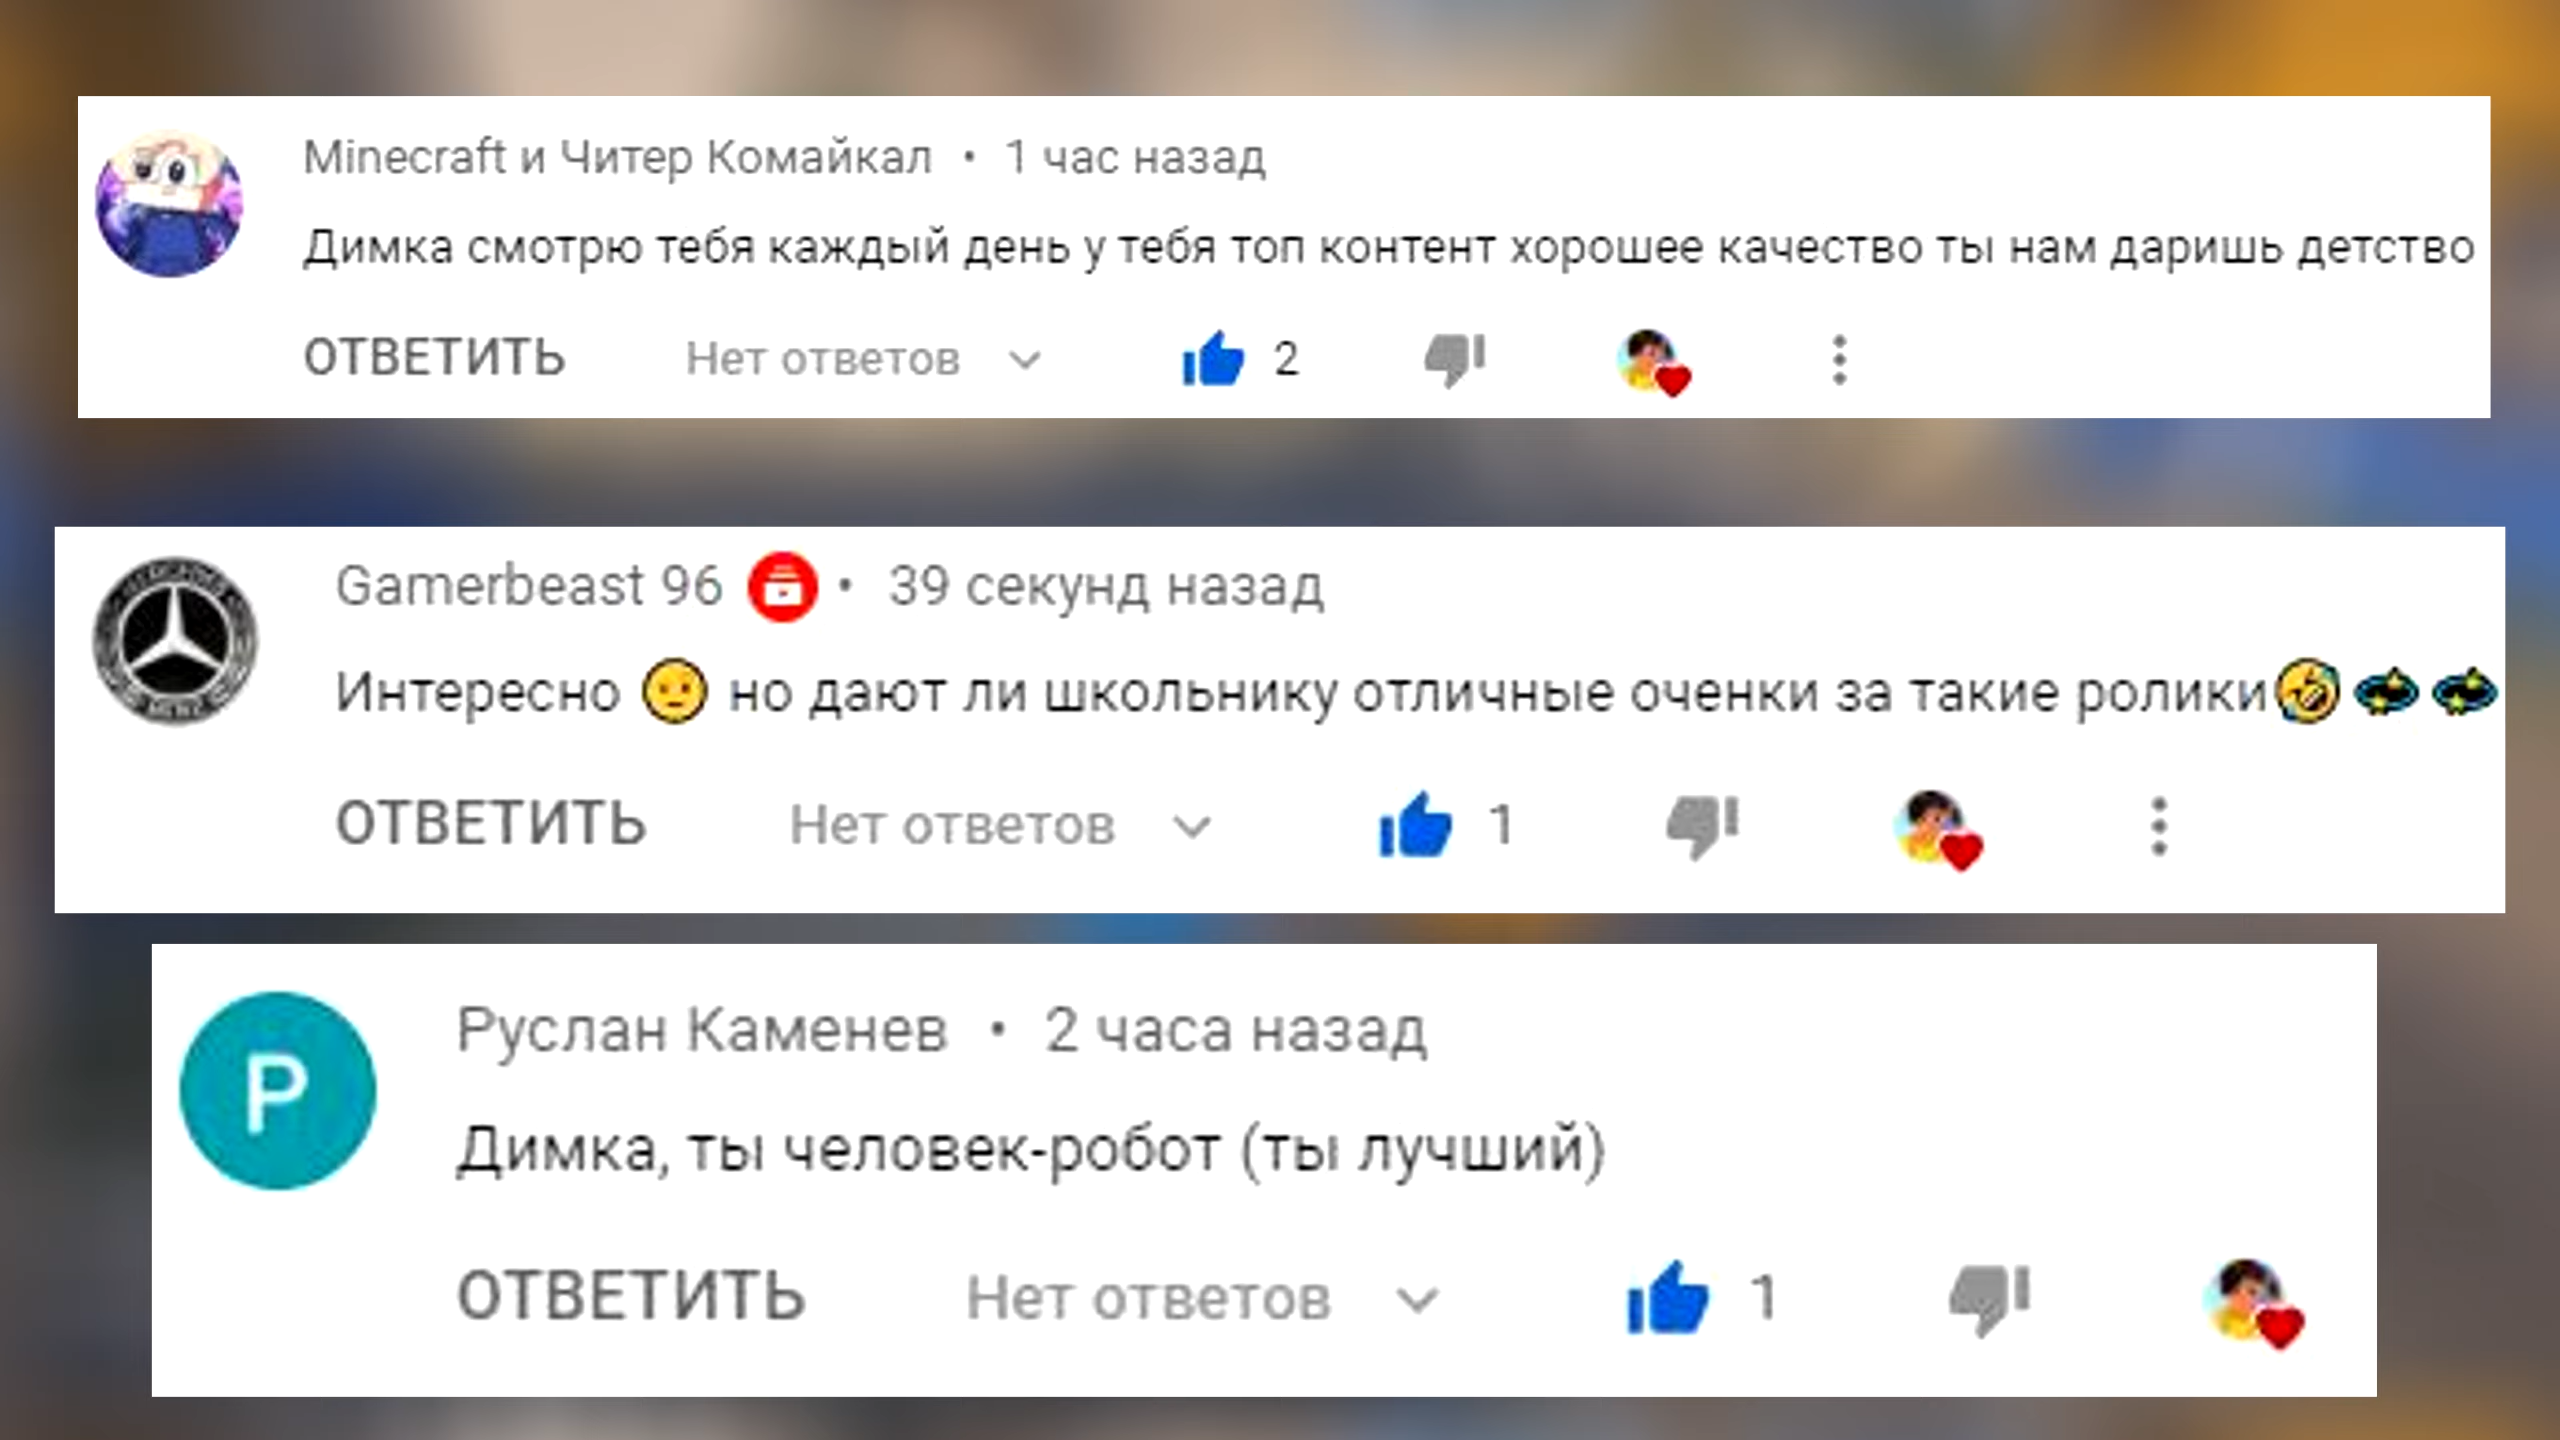 Minecraft и Читер Комайкал • 1 час назад
Димка смотрю тебя каждый день у тебя топ контент хорошее качество ты нам даришь детство
ОТВЕТИТЬ Нет ответов 2
Gamerbeast 96 • 39 секунд назад
Интересно 😐 но дают ли школьнику отличные оченки за такие ролики🤣💫💫
ОТВЕТИТЬ Нет ответов 1
Р
Руслан Каменев • 2 часа назад
Димка, ты человек-робот (ты лучший)
ОТВЕТИТЬ Нет ответов 1